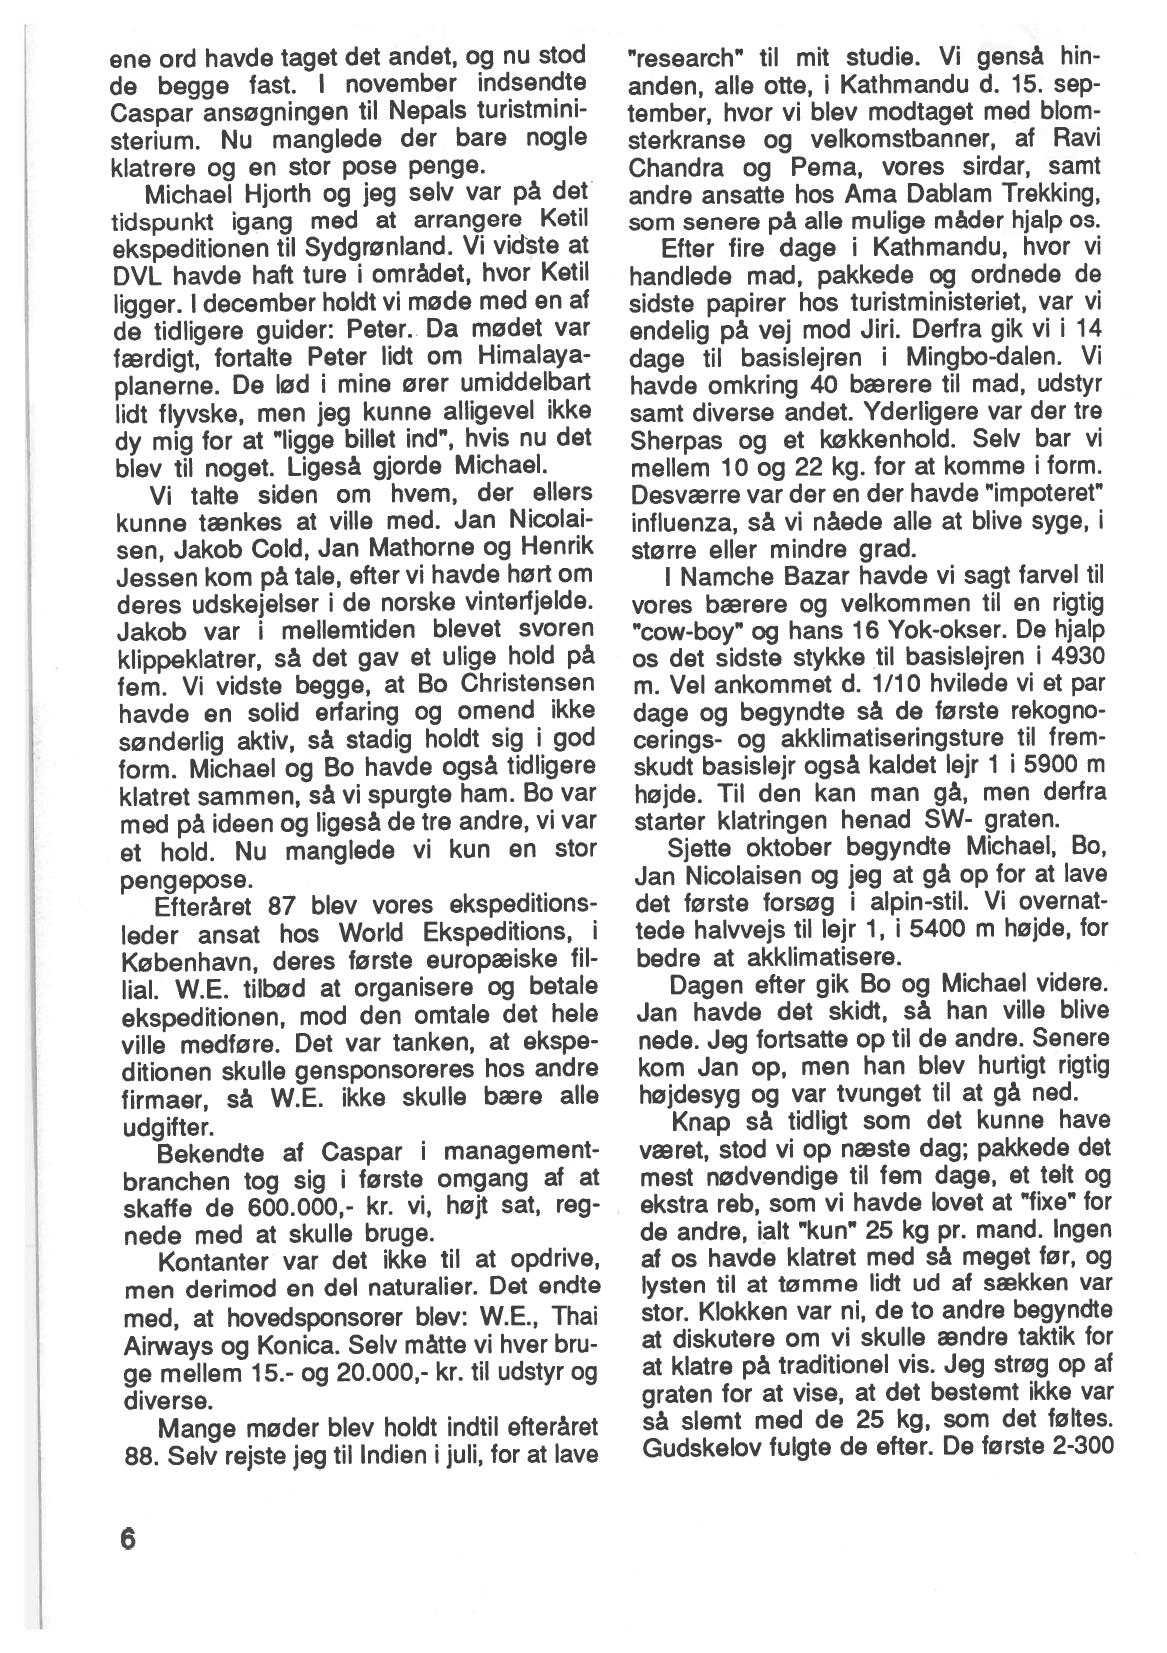 ene ord havde taget det andet, og nu stod
de begge fast. I november indsendte
Caspar ansøgningen til Nepals turistmini-
sterium. Nu manglede der bare nogle
klatrere og en stor pose penge.
Michael Hjorth og jeg selv var på det
tidspunkt igang med at arrangere Ketil
ekspeditionen til Sydgrønland. Vi vidste at
DVL havde haft ture i området, hvor Ketil
ligger. I december holdt vi møde med en af
de tidligere guider: Peter. Da mødet var
færdigt, fortalte Peter lidt om Himalaya-
planerne. De lød i mine ører umiddelbart
lidt flyvske, men jeg kunne alligevel ikke
dy mig for at "ligge billet ind", hvis nu det
blev til noget. Ligeså gjorde Michael.
Vi talte siden om hvem, der ellers
kunne tænkes at ville med. Jan Nicolai-
sen, Jakob Cold, Jan Mathorne og Henrik
Jessen kom på tale, efter vi havde hørt om
deres udskejelser i de norske vinterfjelde.
Jakob var i mellemtiden blevet svoren
klippeklatrer, så det gav et ulige hold på
fem. Vi vidste begge, at Bo Christensen
havde en solid erfaring og omend ikke
sønderlig aktiv, så stadig holdt sig i god
form. Michael og Bo havde også tidligere
klatret sammen, så vi spurgte ham. Bo var
med på ideen og ligeså de tre andre, vi var
et hold. Nu manglede vi kun en stor
pengepose.
Efteråret 87 blev vores ekspeditions-
leder ansat hos World Ekspeditions, i
København, deres første europæiske fil-
lial. W.E. tilbød at organisere og betale
ekspeditionen, mod den omtale det hele
ville medføre. Det var tanken, at ekspe-
ditionen skulle gensponsoreres hos andre
firmaer, så W.E. ikke skulle bære alle
udgifter.
Bekendte af Caspar i management-
branchen tog sig i første omgang af at
skaffe de 600.000,- kr. vi, højt sat, reg-
nede med at skulle bruge.
Kontanter var det ikke til at opdrive,
men derimod en del naturalier. Det endte
med, at hovedsponsorer blev: W.E., Thai
Airways og Konica. Selv måtte vi hver bru-
ge mellem 15.- og 20.000,- kr. til udstyr og
diverse.
Mange møder blev holdt indtil efteråret
88. Selv rejste jeg til Indien i juli, for at lave
"research" til mit studie. Vi genså hin-
anden, alle otte, i Kathmandu d. 15. sep-
tember, hvor vi blev modtaget med blom-
sterkranse og velkomstbanner, af Ravi
Chandra og Pema, vores sirdar, samt
andre ansatte hos Ama Dablam Trekking,
som senere på alle mulige måder hjalp os.
Efter fire dage i Kathmandu, hvor vi
handlede mad, pakkede og ordnede de
sidste papirer hos turistministeriet, var vi
endelig på vej mod Jiri. Derfra gik vi i 14
dage til basislejren i Mingbo-dalen. Vi
havde omkring 40 bærere til mad, udstyr
samt diverse andet. Yderligere var der tre
Sherpas og et køkkenhold. Selv bar vi
mellem 10 og 22 kg. for at komme i form.
Desværre var der en der havde "impoteret"
influenza, så vi nåede alle at blive syge, i
større eller mindre grad.
I Namche Bazar havde vi sagt farvel til
vores bærere og velkommen til en rigtig
"cow-boy" og hans 16 Yok-okser. De hjalp
os det sidste stykke til basislejren i 4930
m. Vel ankommet d. 1/10 hvilede vi et par
dage og begyndte så de første rekogno-
cerings- og akklimatiseringsture til frem-
skudt basislejr også kaldet lejr 1 i 5900 m
højde. Til den kan man gå, men derfra
starter klatringen henad SW- graten.
Sjette oktober begyndte Michael, Bo,
Jan Nicolaisen og jeg at gå op for at lave
det første forsøg i alpin-stil. Vi overnat-
tede halvvejs til lejr 1, i 5400 m højde, for
bedre at akklimatisere.
Dagen efter gik Bo og Michael videre.
Jan havde det skidt, så han ville blive
nede. Jeg fortsatte op til de andre. Senere
kom Jan op, men han blev hurtigt rigtig
højdesyg og var tvunget til at gå ned.
Knap så tidligt som det kunne have
været, stod vi op næste dag; pakkede det
mest nødvendige til fem dage, et telt og
ekstra reb, som vi havde lovet at "fixe" for
de andre, ialt "kun" 25 kg pr. mand. Ingen
af os havde klatret med så meget før, og
lysten til at tømme lidt ud af sækken var
stor. Klokken var ni, de to andre begyndte
at diskutere om vi skulle ændre taktik for
at klatre på traditionel vis. Jeg strøg op af
graten for at vise, at det bestemt ikke var
så slemt med de 25 kg, som det føltes.
Gudskelov fulgte de efter. De første 2-300
6